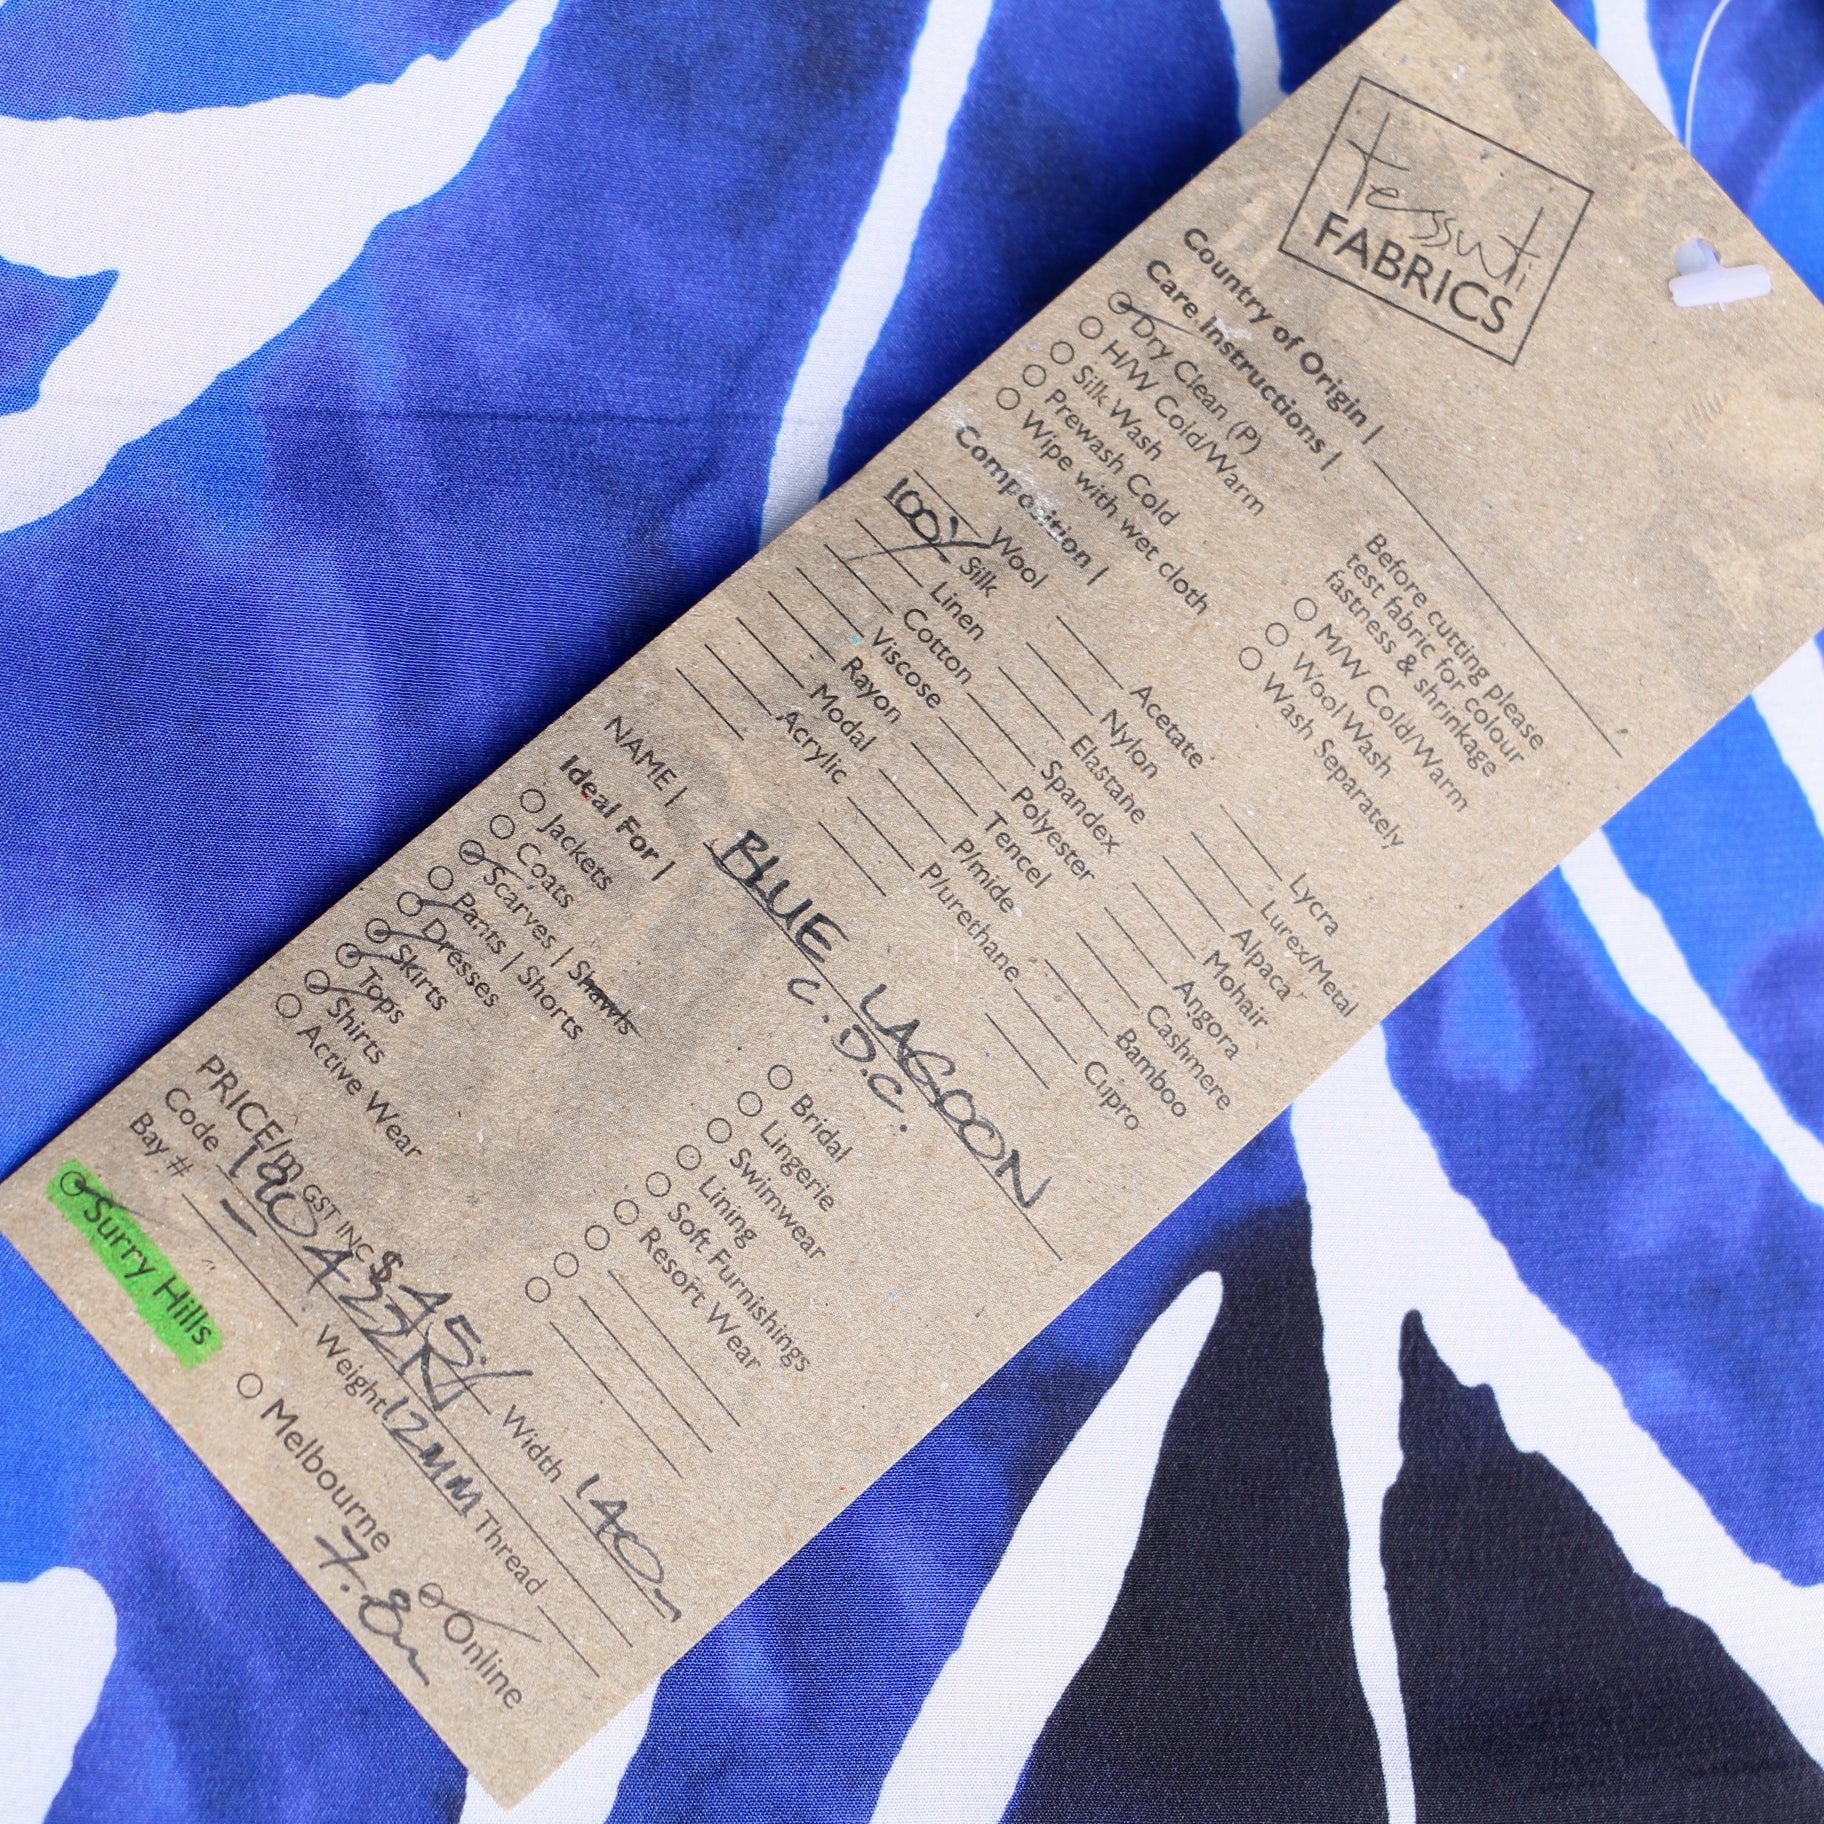 tessuti
FABRICS
Country of Origin |
Care Instructions |
Dry Clean (P)
H/W Cold/Warm
Silk Wash
Prewash Cold
Wipe with wet cloth
Before cutting please
test fabric for colour
fastness & shrinkage
M/W Cold/Warm
Wool Wash
Wash Separately
Composition |
Wool
100% Silk
Linen
Cotton
Viscose
Rayon
Modal
Acrylic
Acetate
Nylon
Elastane
Spandex
Polyester
Tencel
P/mide
P/urethane
Lycra
Lurex/Metal
Alpaca
Mohair
Angora
Cashmere
Bamboo
Cupro
NAME | BLUE LAGOON
C.D.C.
Ideal For |
Jackets
Coats
Scarves | Shawls
Pants | Shorts
Dresses
Skirts
Tops
Shirts
Active Wear
Bridal
Lingerie
Swimwear
Lining
Soft Furnishings
Resort Wear
PRICE/m GST INC $45.-
Code Width 140-
Bay # - Weight 12MM Thread
Surry Hills
Melbourne
Online
7.8m